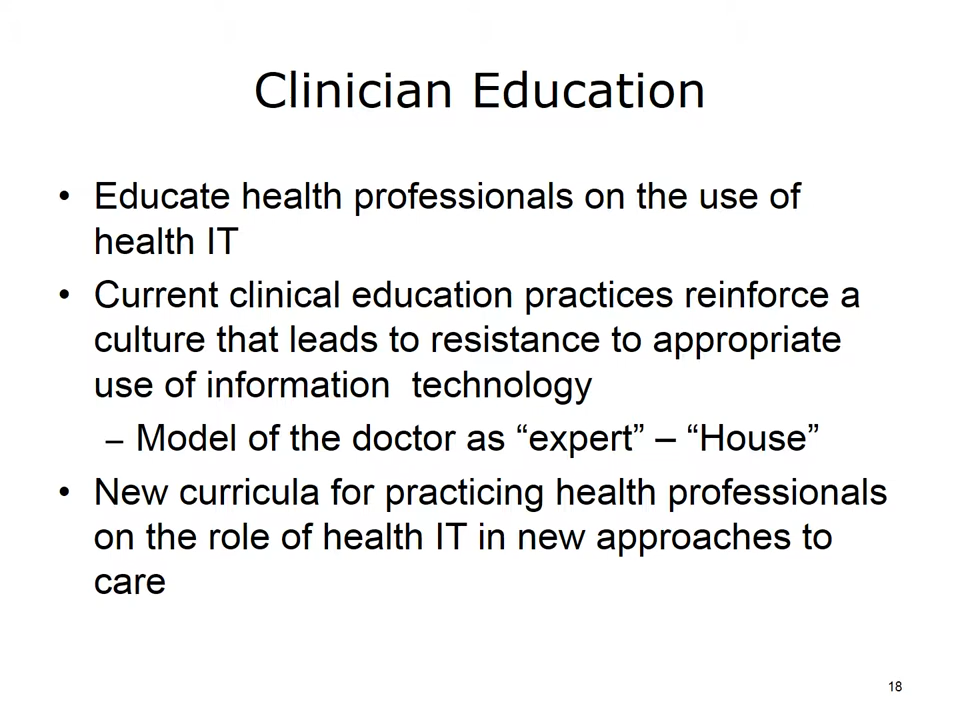 Clinician Education
• Educate health professionals on the use of
health IT
• Current clinical education practices reinforce a
culture that leads to resistance to appropriate
use of information  technology
– Model of the doctor as “expert” – “House”
• New curricula for practicing health professionals
on the role of health IT in new approaches to
care
18